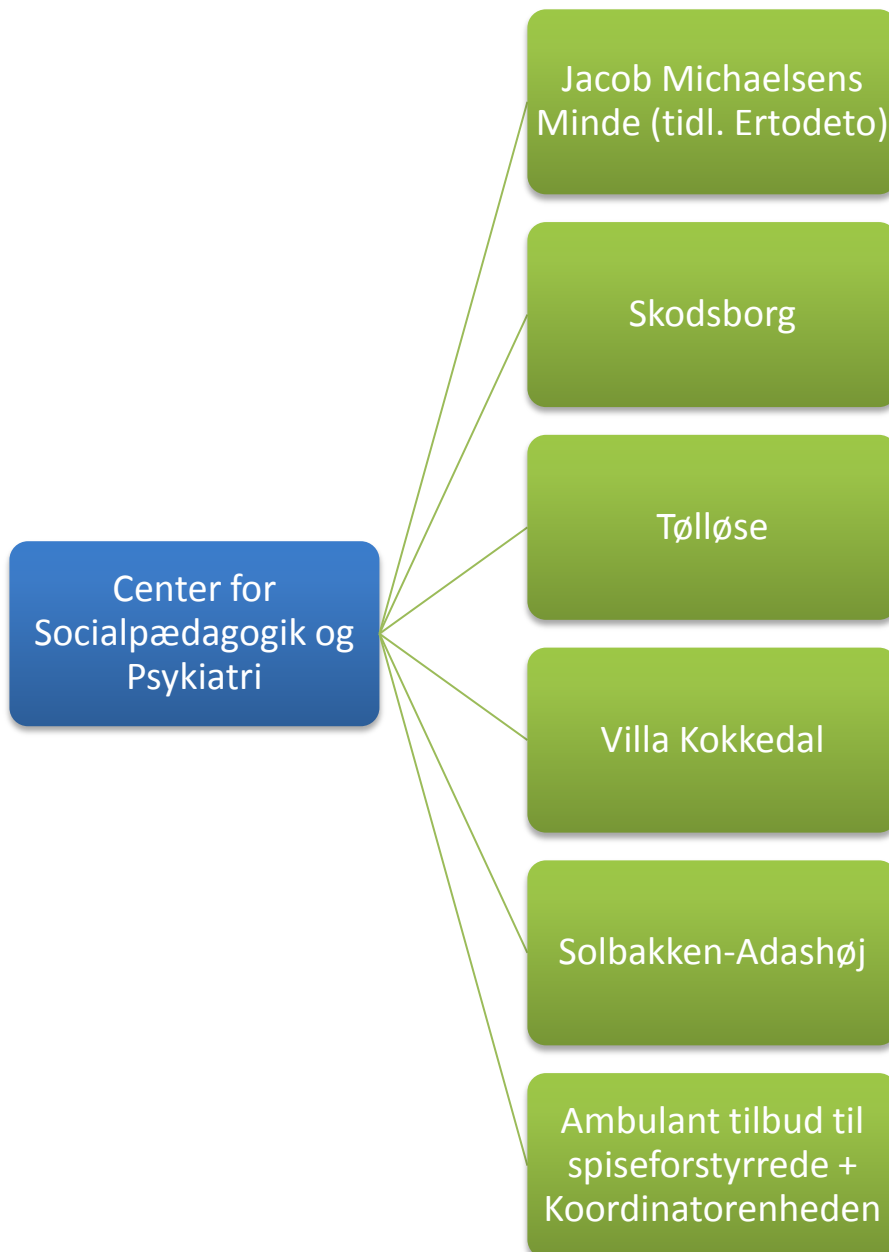 Jacob Michaelsens
Minde (tidl. Ertodeto)
Skodsborg
Tølløse
Center for
Socialpædagogik og
Psykiatri
Villa Kokkedal
Solbakken-Adashøj
Ambulant tilbud til
spiseforstyrrede +
Koordinatorenheden